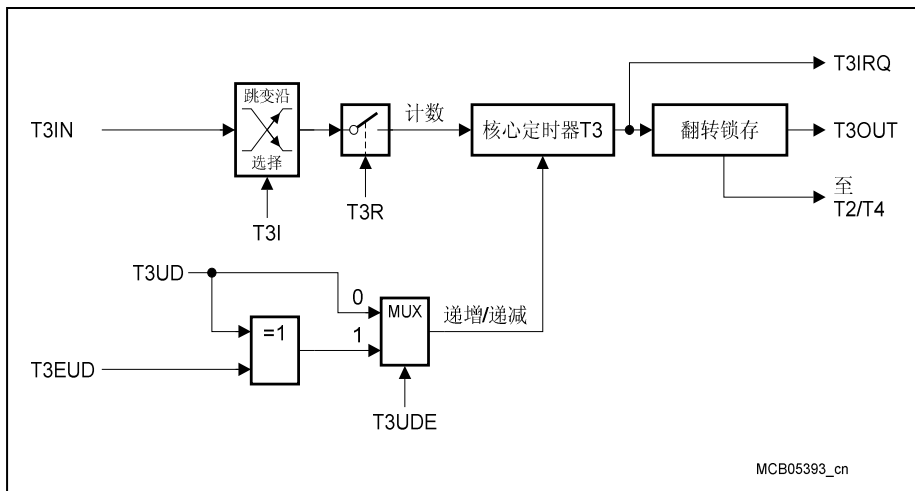 T3IRQ
跳变沿
T3IN
计数
核心定时器T3
翻转锁存
T3OUT
选择
至
T2/T4
T3R
T3I
T3UD
0
MUX
递增/递减
=1
1
T3EUD
T3UDE
MCB05393_cn